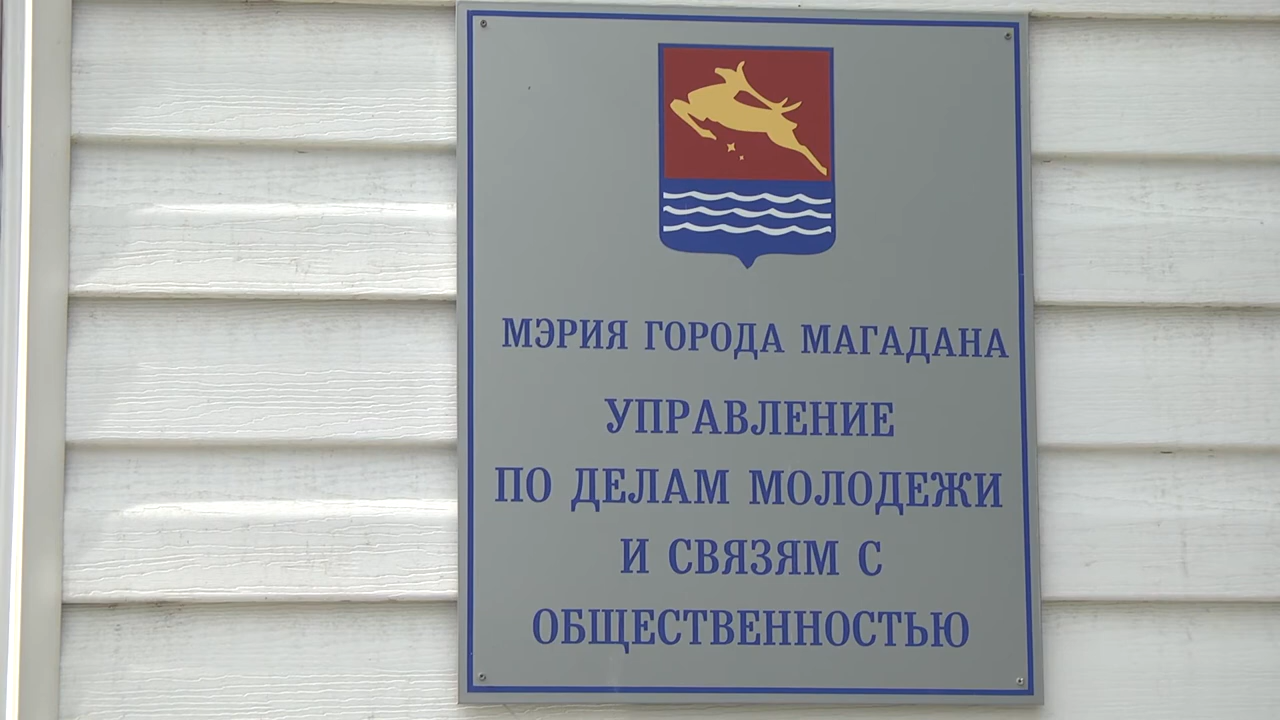 МЭРИЯ ГОРОДА МАГАДАНА
УПРАВЛЕНИЕ
ПО ДЕЛАМ МОЛОДЕЖИ
И СВЯЗЯМ С
ОБЩЕСТВЕННОСТЬЮ